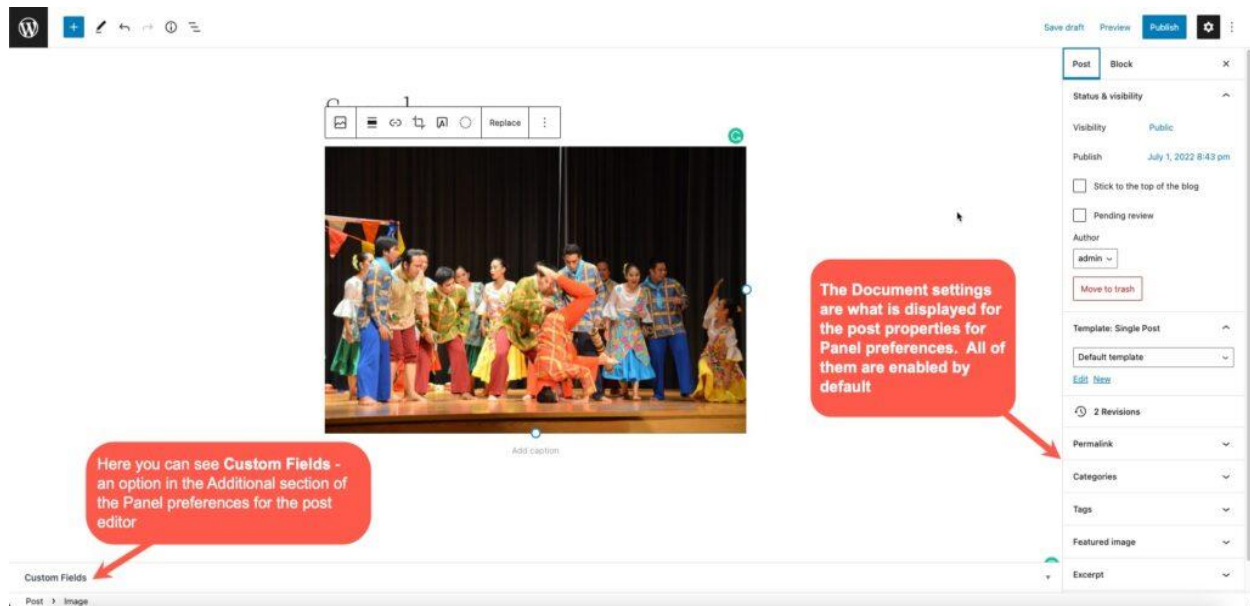 Save draft Preview Publish
Post Block
Status & visibility
Visibility Public
Publish July 1, 2022 8:43 pm
Stick to the top of the blog
Pending review
Author
admin
Move to trash
Template: Single Post
Default template
Edit New
2 Revisions
Permalink
Categories
Tags
Featured image
Excerpt
Replace
Add caption
The Document settings
are what is displayed for
the post properties for
Panel preferences. All of
them are enabled by
default
Here you can see Custom Fields -
an option in the Additional section of
the Panel preferences for the post
editor
Custom Fields
Post > Image